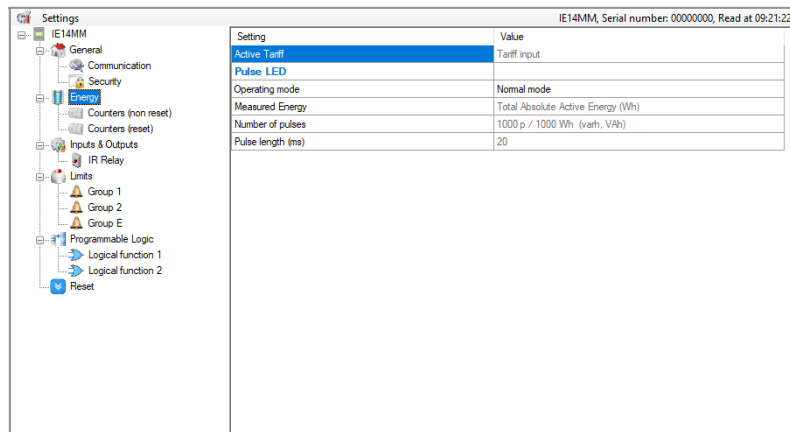 Settings
IE14MM, Serial number: 00000000, Read at 09:21:22
IE14MM
General
Communication
Security
Energy
Counters (non reset)
Counters (reset)
Inputs & Outputs
IR Relay
Limits
Group 1
Group 2
Group E
Programmable Logic
Logical function 1
Logical function 2
Reset
Setting Value
Active Tariff Tariff input
Pulse LED
Operating mode Normal mode
Measured Energy Total Absolute Active Energy (Wh)
Number of pulses 1000 p / 1000 Wh (varh, VAh)
Pulse length (ms) 20